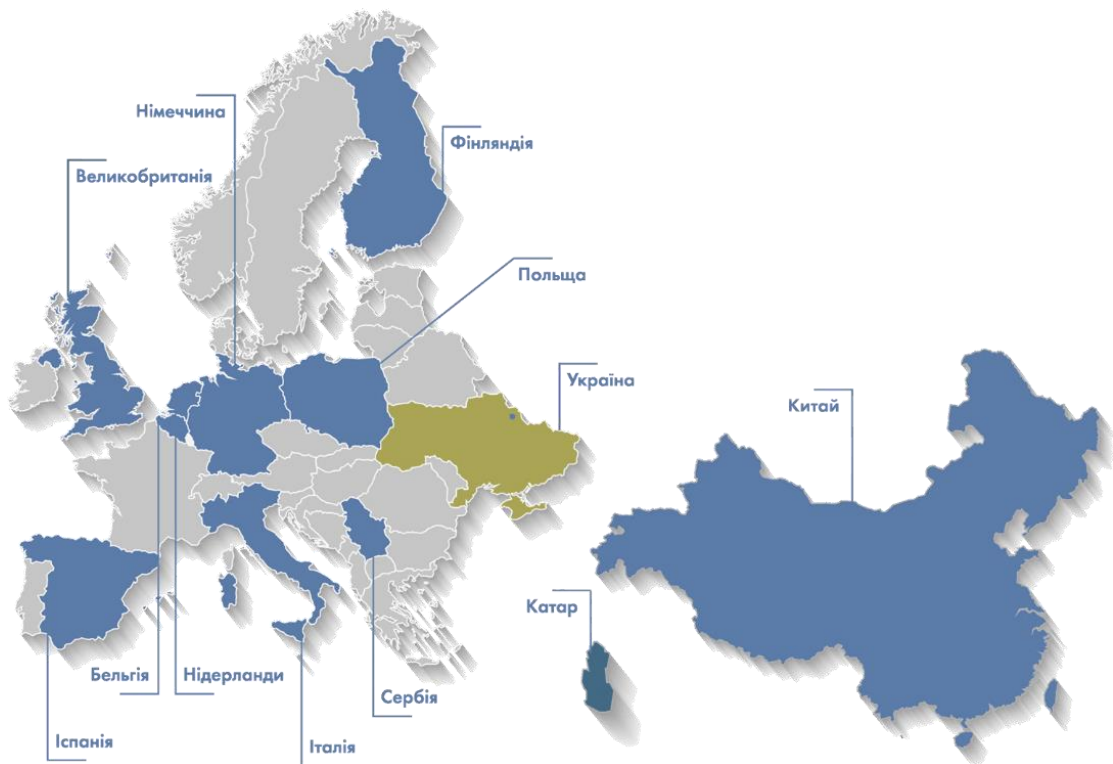 Німеччина
Фінляндія
Великобританія
Польща
Україна
Китай
Катар
Бельгія
Нідерланди
Сербія
Іспанія
Італія